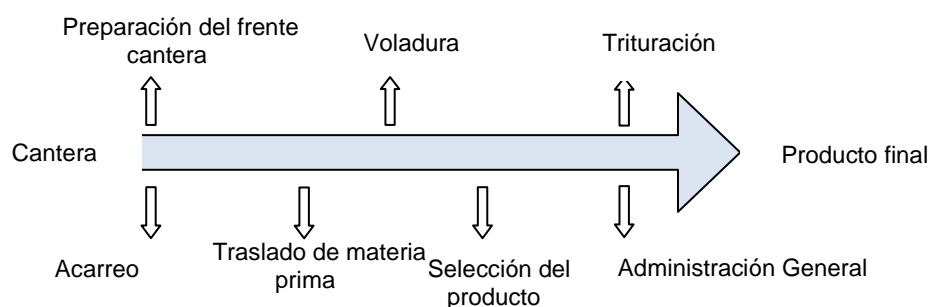 Preparación del frente
cantera
Voladura
Trituración
Cantera
Producto final
Acarreo
Traslado de materia
prima
Selección del
producto
Administración General